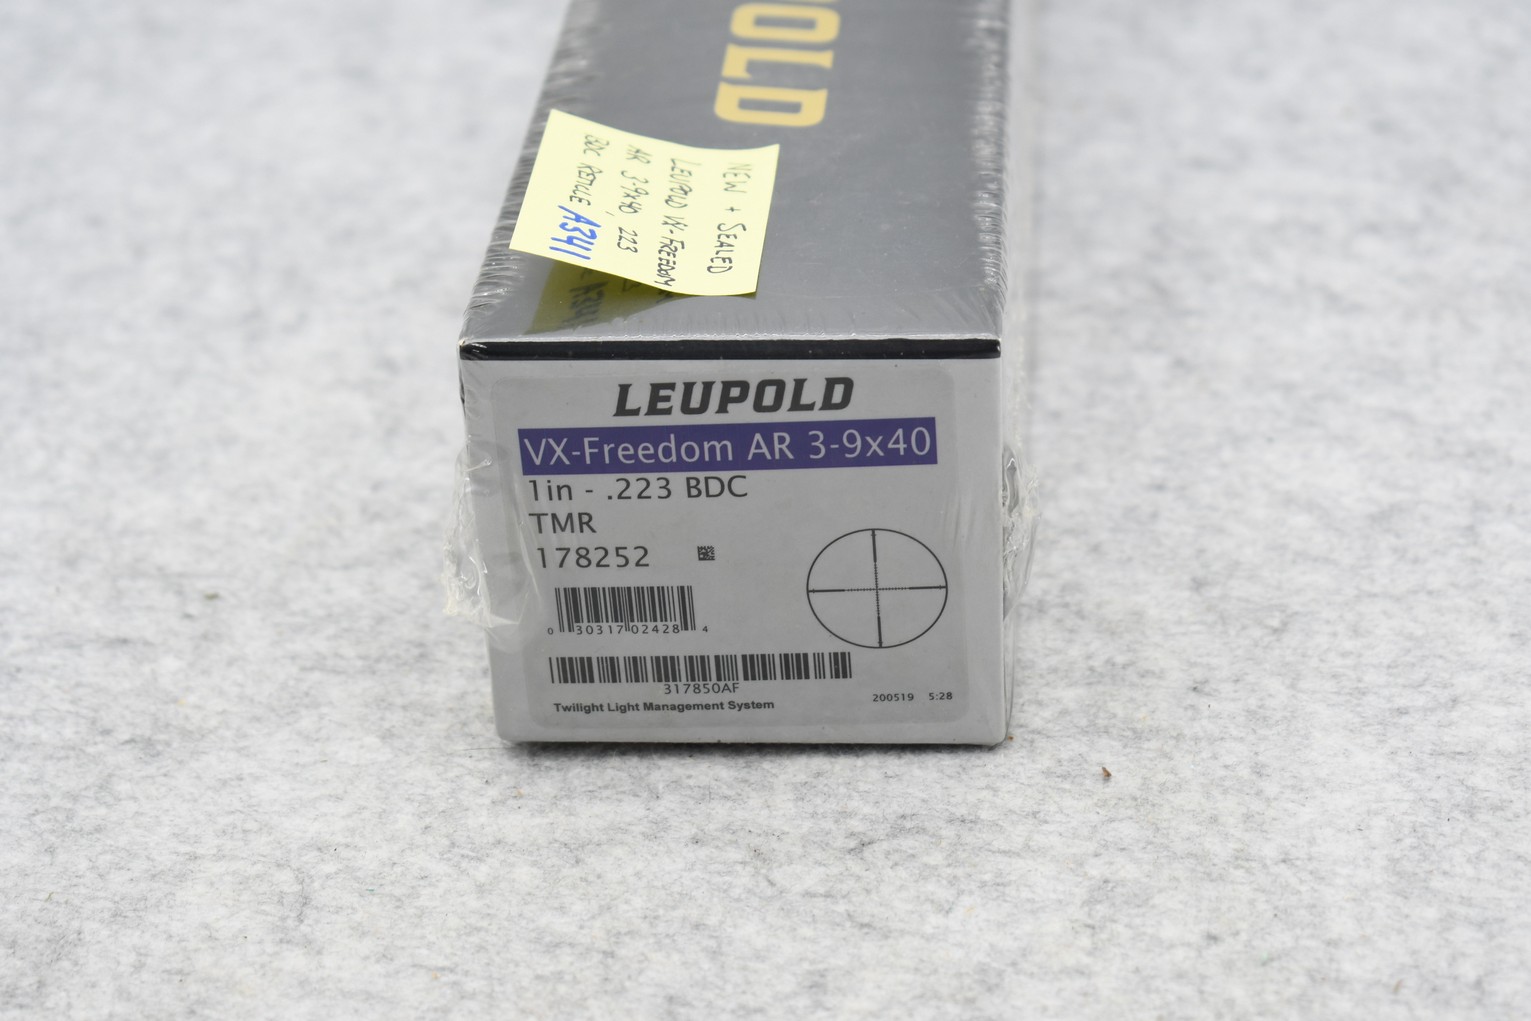 OLD
NEW + SEALED
LEUPOLD VX-FREEDOM
AR 3-9x40, 223
BDC RETICLE A341
LEUPOLD
VX-Freedom AR 3-9x40
1in - .223 BDC
TMR
178252
0 30317 02428 4
317850AF
Twilight Light Management System
200519 5:28